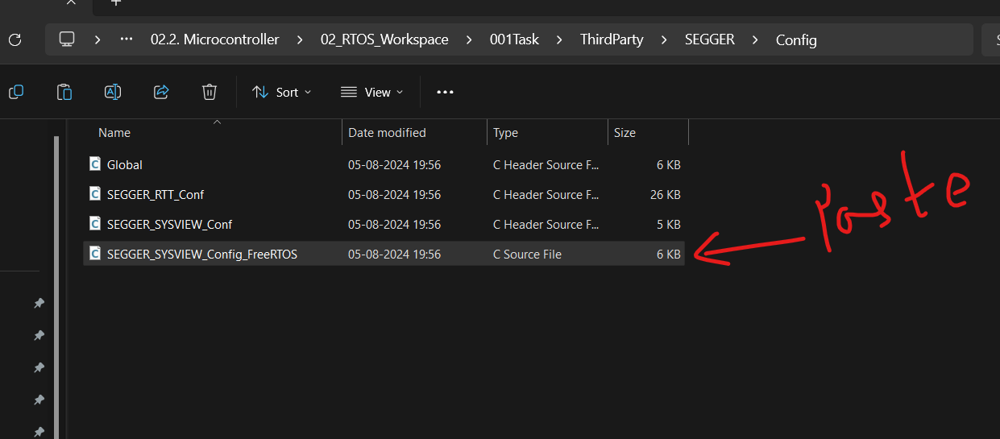 02.2. Microcontroller > 02_RTOS_Workspace > 001Task > ThirdParty > SEGGER > Config
Sort View
Name Date modified Type Size
Global 05-08-2024 19:56 C Header Source F... 6 KB
SEGGER_RTT_Conf 05-08-2024 19:56 C Header Source F... 26 KB
SEGGER_SYSVIEW_Conf 05-08-2024 19:56 C Header Source F... 5 KB
SEGGER_SYSVIEW_Config_FreeRTOS 05-08-2024 19:56 C Source File 6 KB
Paste